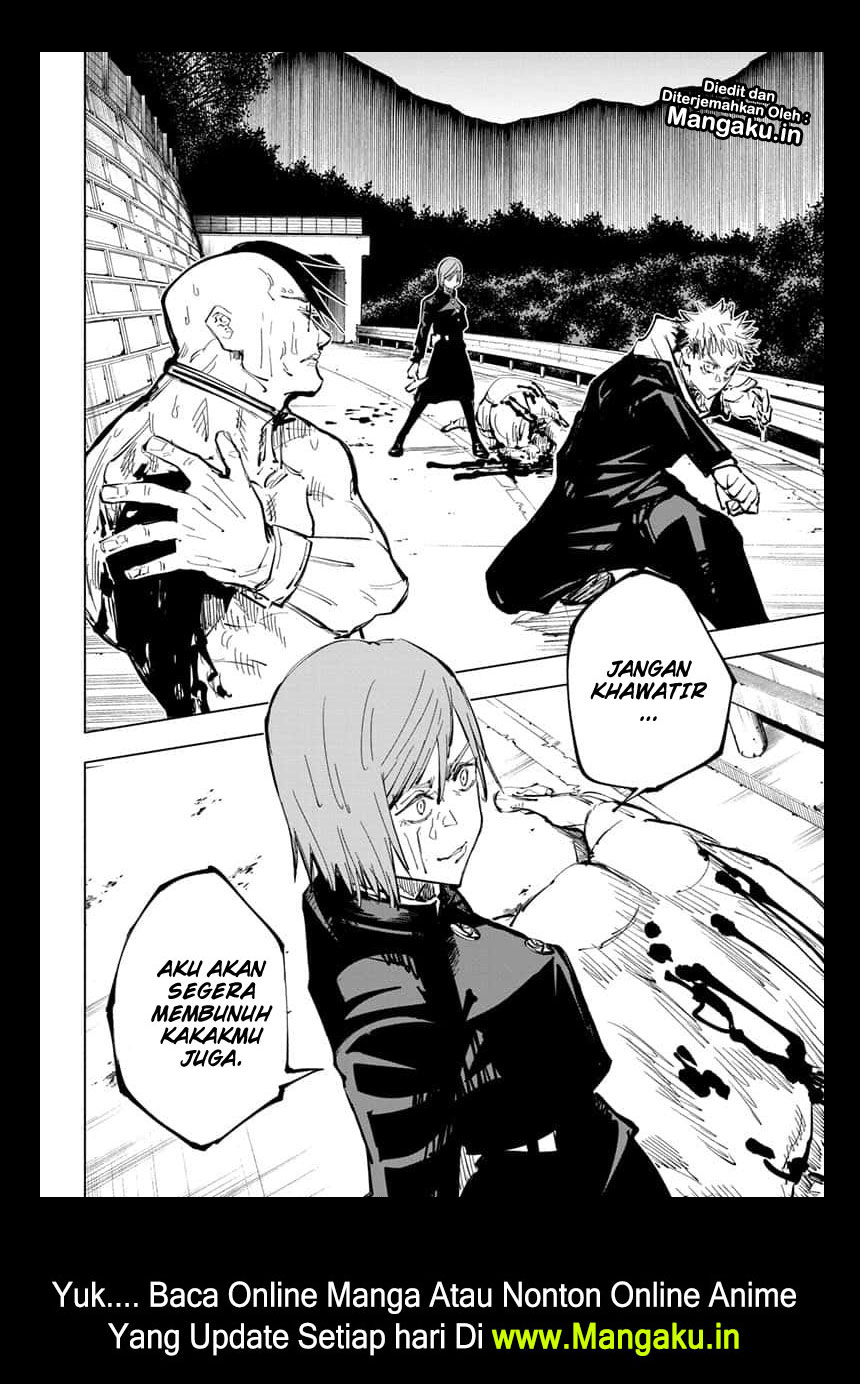 Diedit dan
Diterjemahkan Oleh :
Mangaku.in
JANGAN
KHAWATIR
...
AKU AKAN
SEGERA
MEMBUNUH
KAKAKMU
JUGA.
Yuk.... Baca Online Manga Atau Nonton Online Anime
Yang Update Setiap hari Di www.Mangaku.in